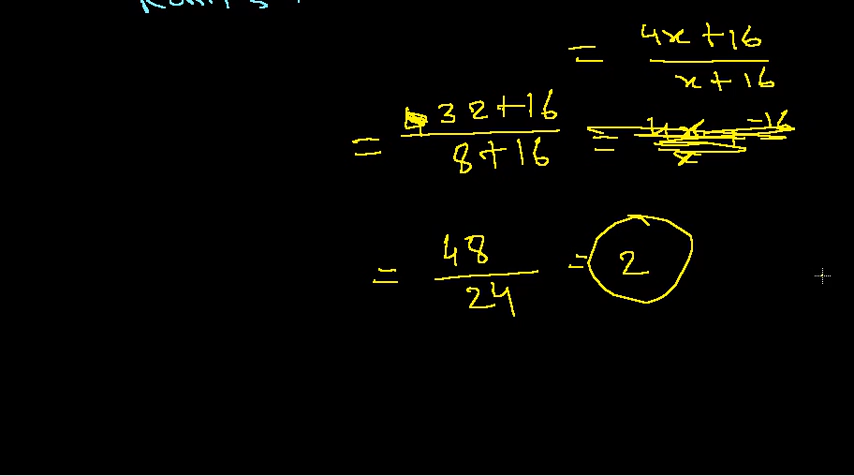 = 4x+16 / x+16
= 32+16 / 8+16 =
= 48 / 24 = 2